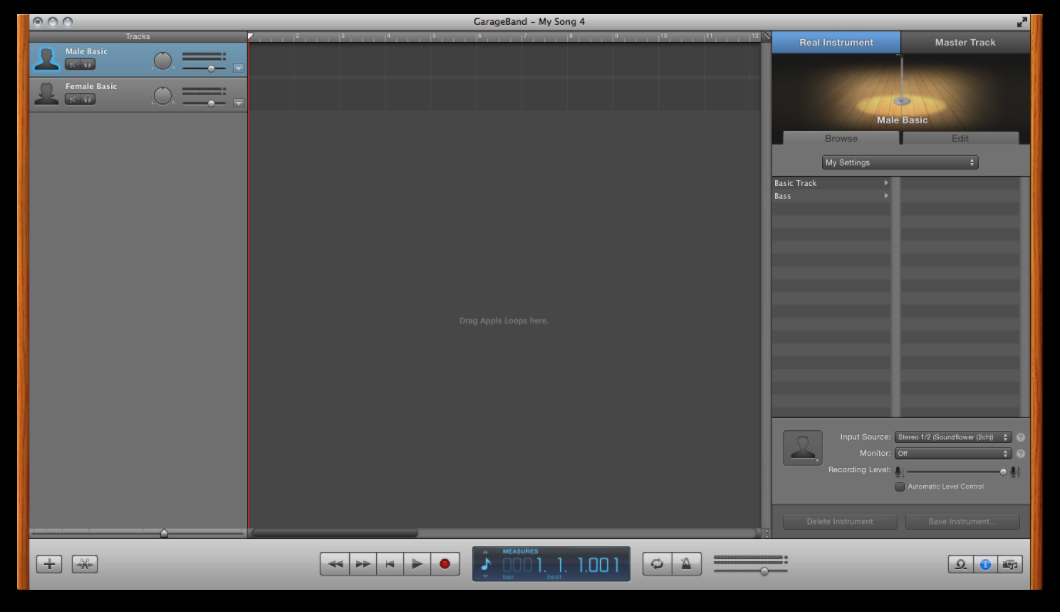 GarageBand - My Song 4
Tracks
2 3 4 5 6 7 8 9 10 11 12
Real Instrument
Master Track
Male Basic
Female Basic
Male Basic
Browse
Edit
My Settings
Basic Track
Bass
Drag Apple Loops here.
Input Source: Stereo 1/2 (Soundflower (2ch))
Monitor: Off
Recording Level:
Automatic Level Control
Delete Instrument
Save Instrument...
MEASURES
0001. 1. 1.001
bar beat